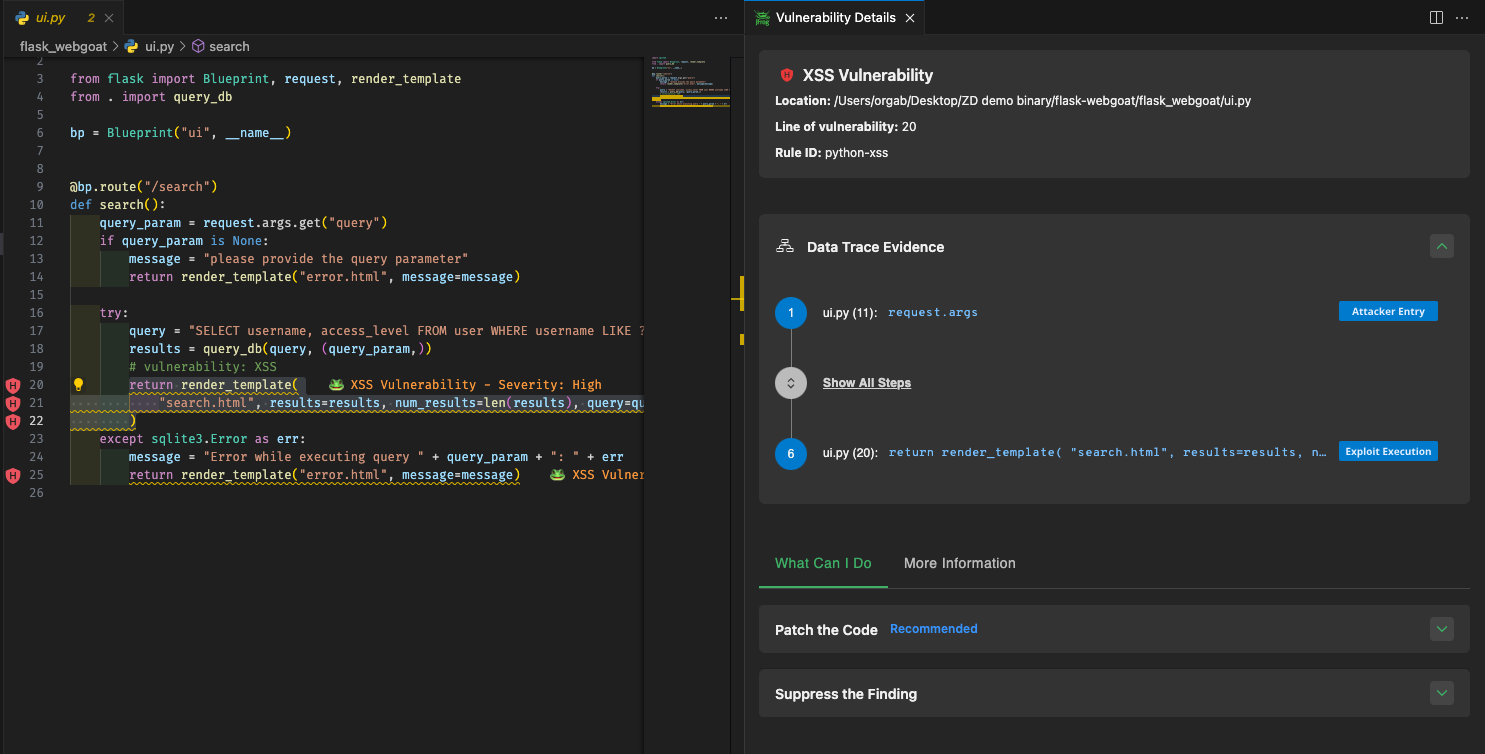 ui.py 2
flask_webgoat > ui.py > search
2
3 from flask import Blueprint, request, render_template
4 from . import query_db
5
6 bp = Blueprint("ui", __name__)
7
8
9 @bp.route("/search")
10 def search():
11 query_param = request.args.get("query")
12 if query_param is None:
13 message = "please provide the query parameter"
14 return render_template("error.html", message=message)
15
16 try:
17 query = "SELECT username, access_level FROM user WHERE username LIKE ?
18 results = query_db(query, (query_param,))
19 # vulnerability: XSS
20 return render_template( XSS Vulnerability - Severity: High
21 "search.html", results=results, num_results=len(results), query=qu
22 )
23 except sqlite3.Error as err:
24 message = "Error while executing query " + query_param + ": " + err
25 return render_template("error.html", message=message) XSS Vulner
26
Vulnerability Details
XSS Vulnerability
Location: /Users/orgab/Desktop/ZD demo binary/flask-webgoat/flask_webgoat/ui.py
Line of vulnerability: 20
Rule ID: python-xss
Data Trace Evidence
1 ui.py (11): request.args Attacker Entry
Show All Steps
6 ui.py (20): return render_template( "search.html", results=results, n… Exploit Execution
What Can I Do More Information
Patch the Code Recommended
Suppress the Finding